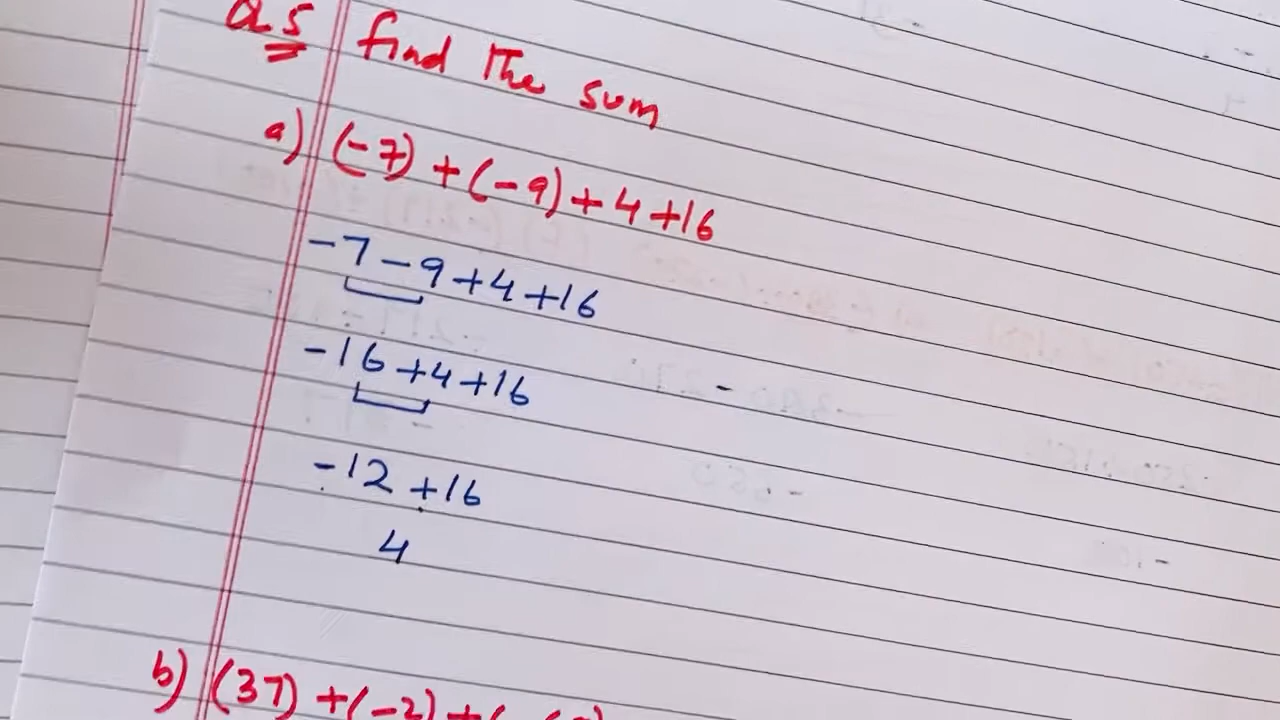 Q5 find The sum
a) (-7) + (-9) + 4 + 16
-7 - 9 + 4 + 16
-16 + 4 + 16
-12 + 16
4
b) (37) + (-2) + (